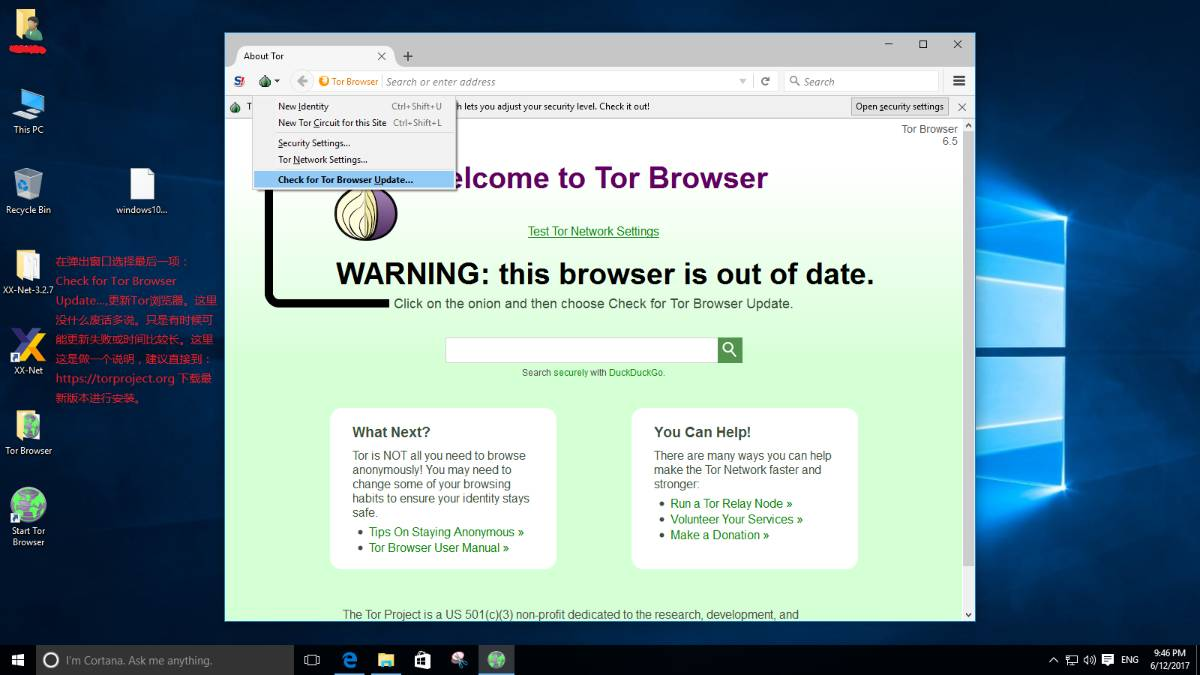 This PC
Recycle Bin
windows10...
XX-Net-3.2.7
在弹出窗口选择最后一项：
Check for Tor Browser
Update...,更新Tor浏览器。这里
没什么废话多说。只是有时候可
能更新失败或时间比较长。这里
这是做一个说明，建议直接到：
https://torproject.org 下载最
新版本进行安装。
XX-Net
Tor Browser
Start Tor
Browser
About Tor
Tor Browser
Search or enter address
Search
New Identity Ctrl+Shift+U
New Tor Circuit for this Site Ctrl+Shift+L
Security Settings...
Tor Network Settings...
Check for Tor Browser Update...
h lets you adjust your security level. Check it out!
Open security settings
Tor Browser
6.5
elcome to Tor Browser
Test Tor Network Settings
WARNING: this browser is out of date.
Click on the onion and then choose Check for Tor Browser Update.
Search securely with DuckDuckGo.
What Next?
Tor is NOT all you need to browse
anonymously! You may need to
change some of your browsing
habits to ensure your identity stays
safe.
Tips On Staying Anonymous »
Tor Browser User Manual »
You Can Help!
There are many ways you can help
make the Tor Network faster and
stronger:
Run a Tor Relay Node »
Volunteer Your Services »
Make a Donation »
The Tor Project is a US 501(c)(3) non-profit dedicated to the research, development, and
I'm Cortana. Ask me anything.
ENG
9:46 PM
6/12/2017